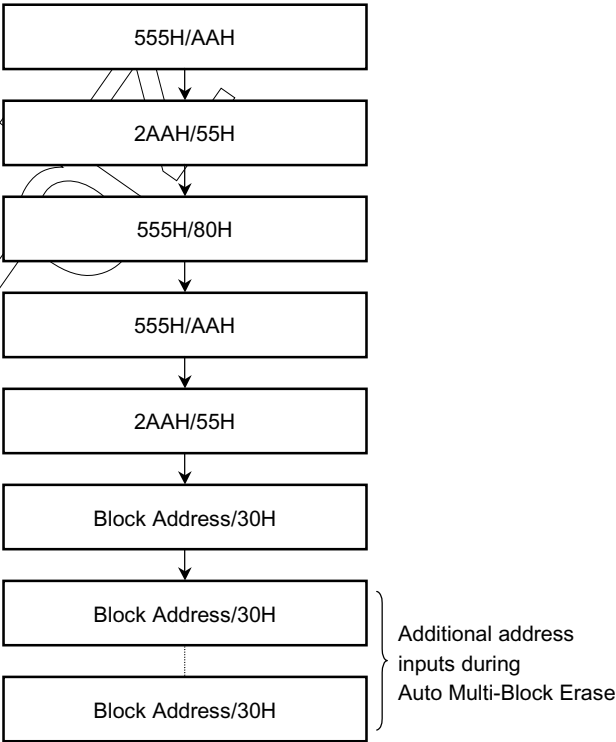 555H/AAH
2AAH/55H
555H/80H
555H/AAH
2AAH/55H
Block Address/30H
Block Address/30H
Block Address/30H
Additional address
inputs during
Auto Multi-Block Erase